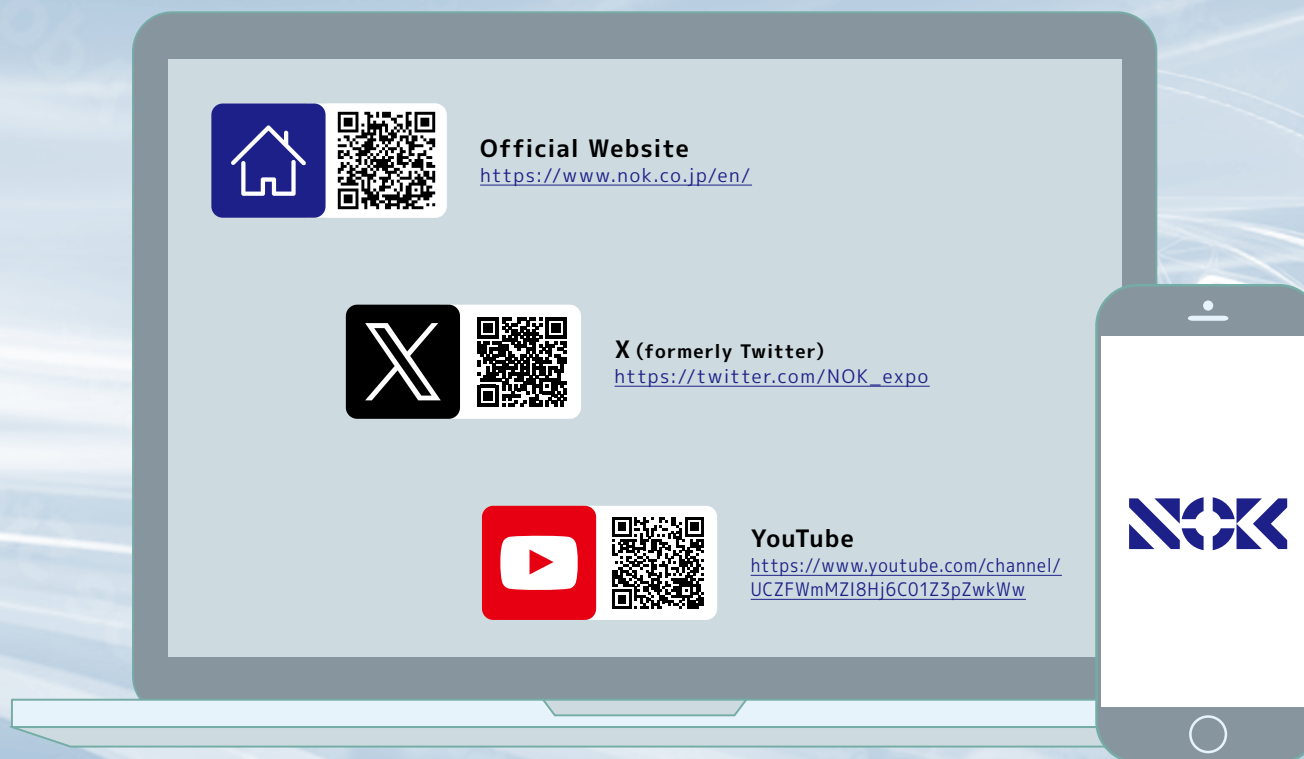 Official Website
https://www.nok.co.jp/en/
X (formerly Twitter)
https://twitter.com/NOK_expo
YouTube
https://www.youtube.com/channel/
UCZFWmMZI8Hj6C01Z3pZwkWw
NOK